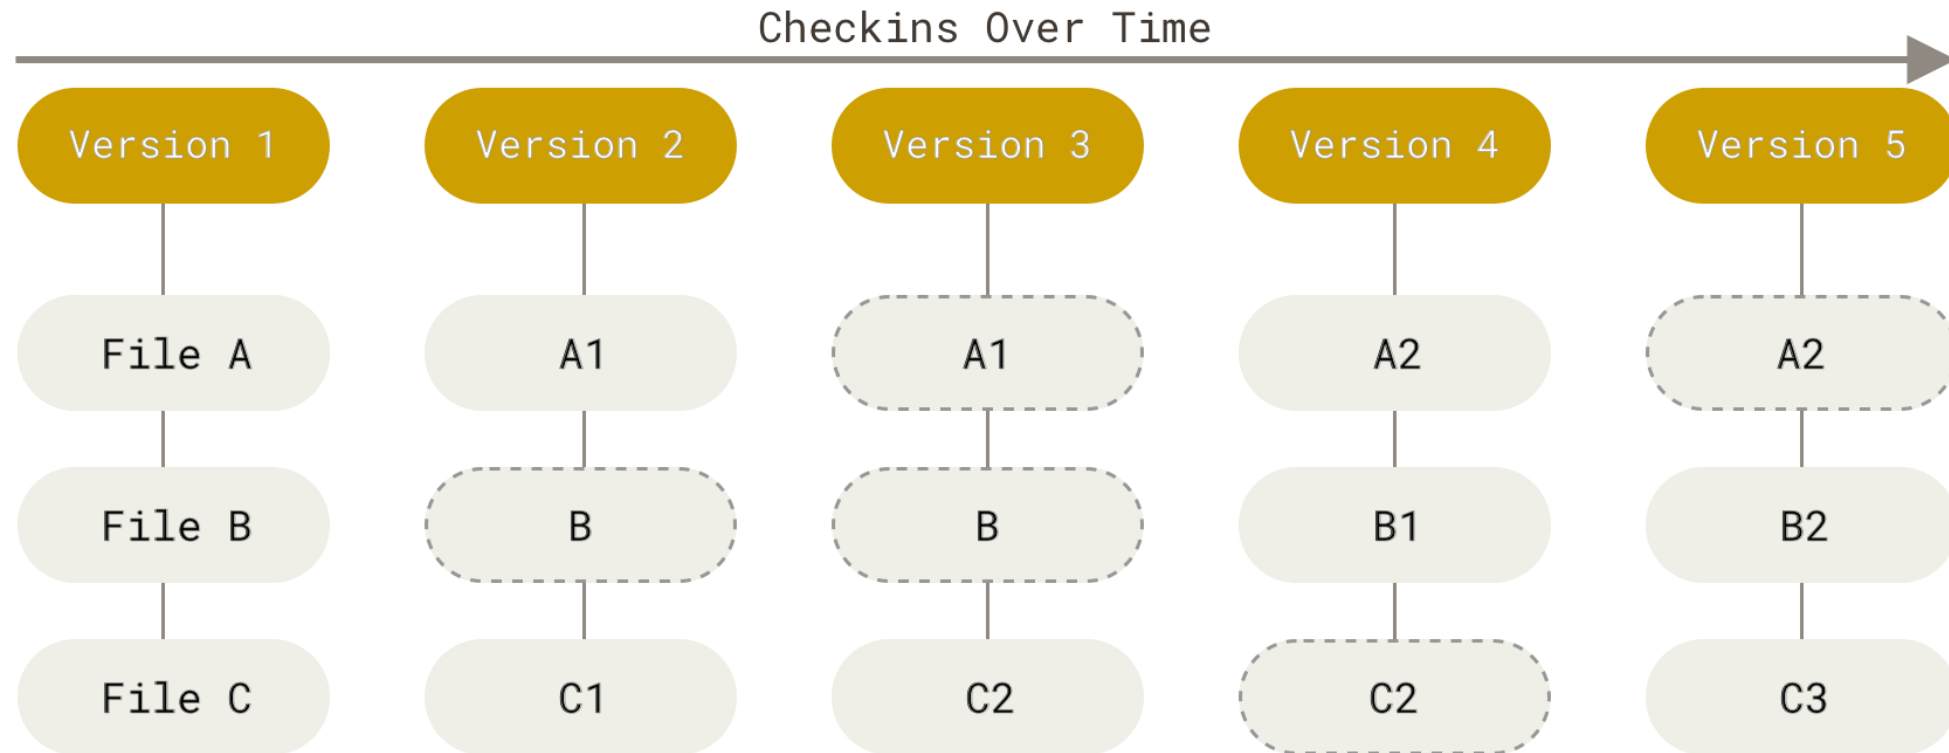 Checkins Over Time
Version 1 Version 2 Version 3 Version 4 Version 5
File A A1 A1 A2 A2
File B B B B1 B2
File C C1 C2 C2 C3